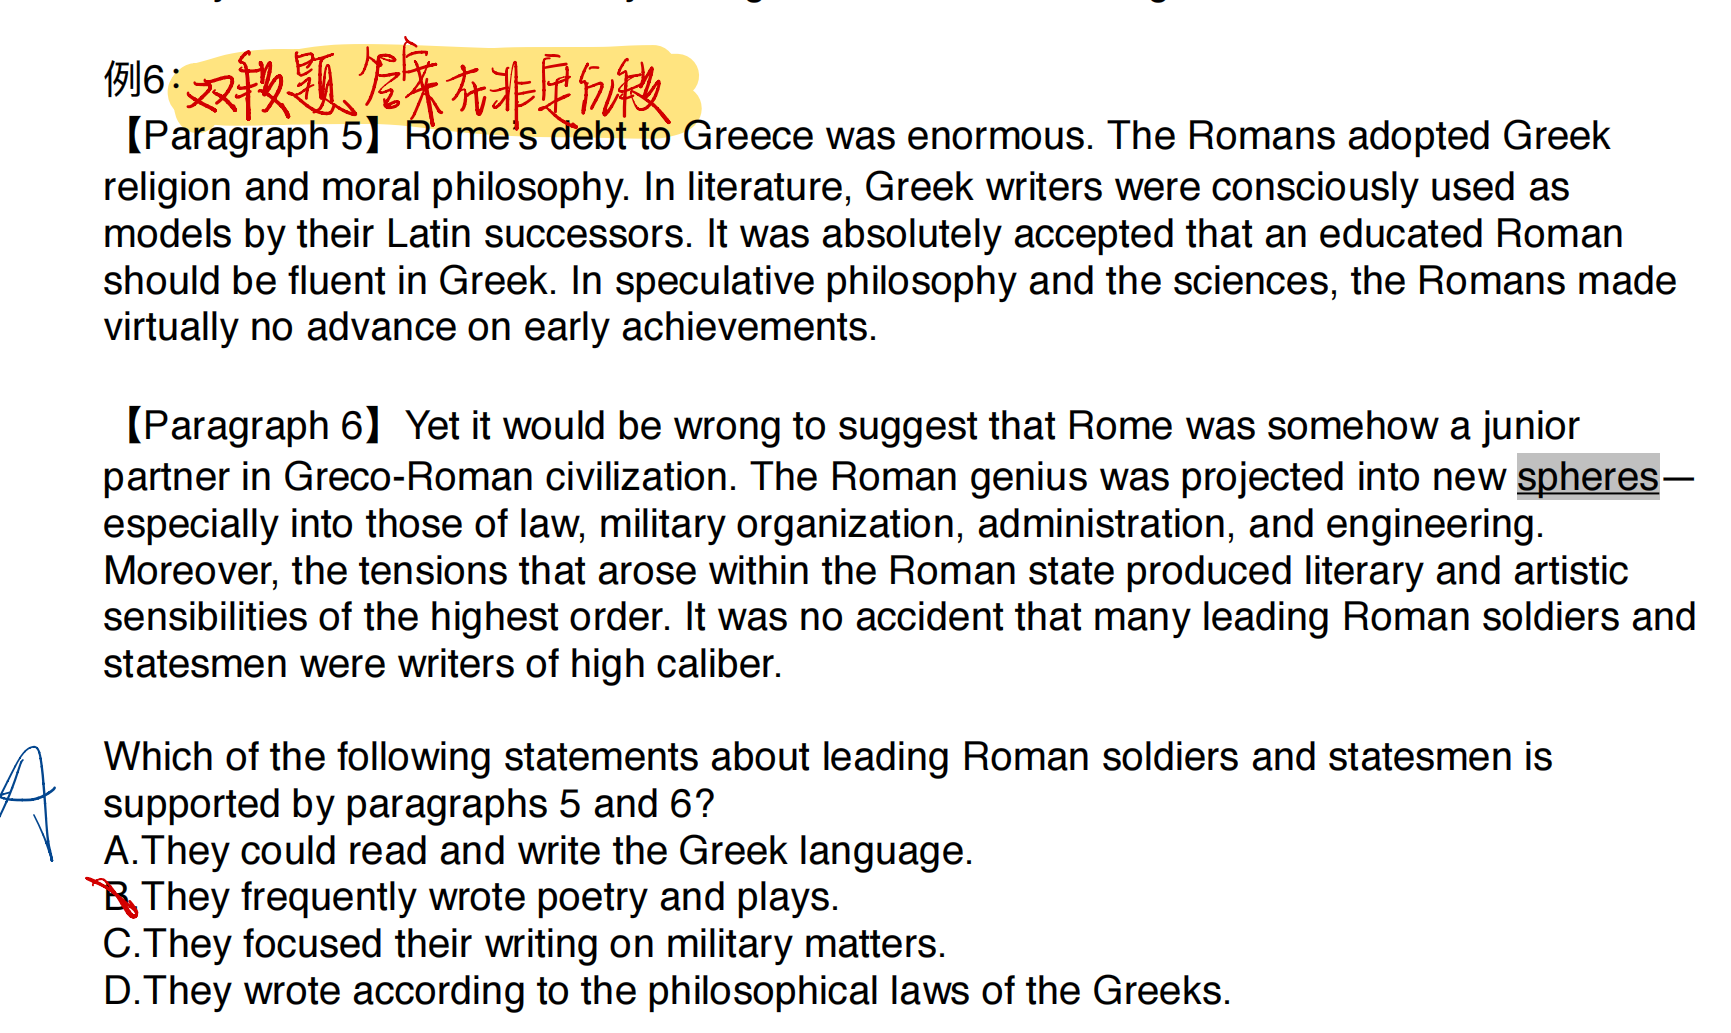 例6: 双段题 答案在非定位段
【Paragraph 5】Rome's debt to Greece was enormous. The Romans adopted Greek
religion and moral philosophy. In literature, Greek writers were consciously used as
models by their Latin successors. It was absolutely accepted that an educated Roman
should be fluent in Greek. In speculative philosophy and the sciences, the Romans made
virtually no advance on early achievements.
【Paragraph 6】Yet it would be wrong to suggest that Rome was somehow a junior
partner in Greco-Roman civilization. The Roman genius was projected into new spheres—
especially into those of law, military organization, administration, and engineering.
Moreover, the tensions that arose within the Roman state produced literary and artistic
sensibilities of the highest order. It was no accident that many leading Roman soldiers and
statesmen were writers of high caliber.
A
Which of the following statements about leading Roman soldiers and statesmen is
supported by paragraphs 5 and 6?
A.They could read and write the Greek language.
B.They frequently wrote poetry and plays.
C.They focused their writing on military matters.
D.They wrote according to the philosophical laws of the Greeks.